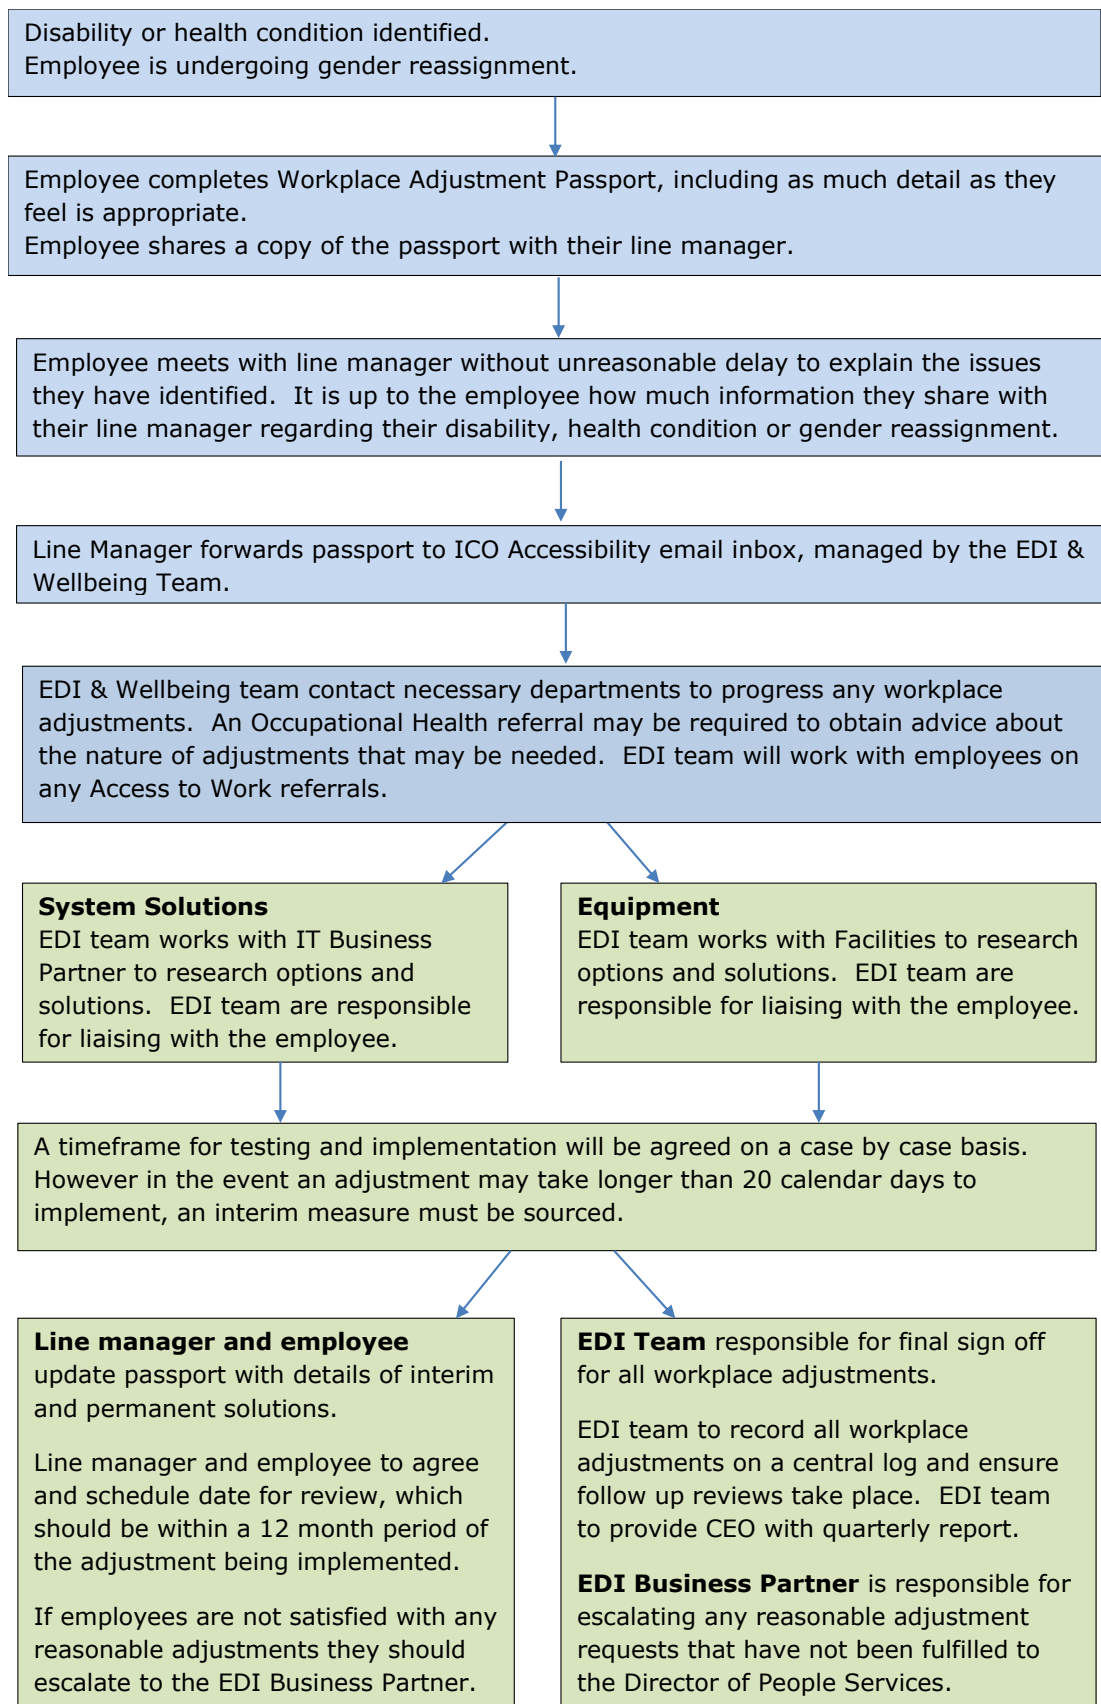 Disability or health condition identified.
Employee is undergoing gender reassignment.
Employee completes Workplace Adjustment Passport, including as much detail as they
feel is appropriate.
Employee shares a copy of the passport with their line manager.
Employee meets with line manager without unreasonable delay to explain the issues
they have identified.  It is up to the employee how much information they share with
their line manager regarding their disability, health condition or gender reassignment.
Line Manager forwards passport to ICO Accessibility email inbox, managed by the EDI &
Wellbeing Team.
EDI & Wellbeing team contact necessary departments to progress any workplace
adjustments.  An Occupational Health referral may be required to obtain advice about
the nature of adjustments that may be needed.  EDI team will work with employees on
any Access to Work referrals.
System Solutions
EDI team works with IT Business
Partner to research options and
solutions.  EDI team are responsible
for liaising with the employee.
Equipment
EDI team works with Facilities to research
options and solutions.  EDI team are
responsible for liaising with the employee.
A timeframe for testing and implementation will be agreed on a case by case basis.
However in the event an adjustment may take longer than 20 calendar days to
implement, an interim measure must be sourced.
Line manager and employee
update passport with details of interim
and permanent solutions.
Line manager and employee to agree
and schedule date for review, which
should be within a 12 month period of
the adjustment being implemented.
If employees are not satisfied with any
reasonable adjustments they should
escalate to the EDI Business Partner.
EDI Team responsible for final sign off
for all workplace adjustments.
EDI team to record all workplace
adjustments on a central log and ensure
follow up reviews take place.  EDI team
to provide CEO with quarterly report.
EDI Business Partner is responsible for
escalating any reasonable adjustment
requests that have not been fulfilled to
the Director of People Services.